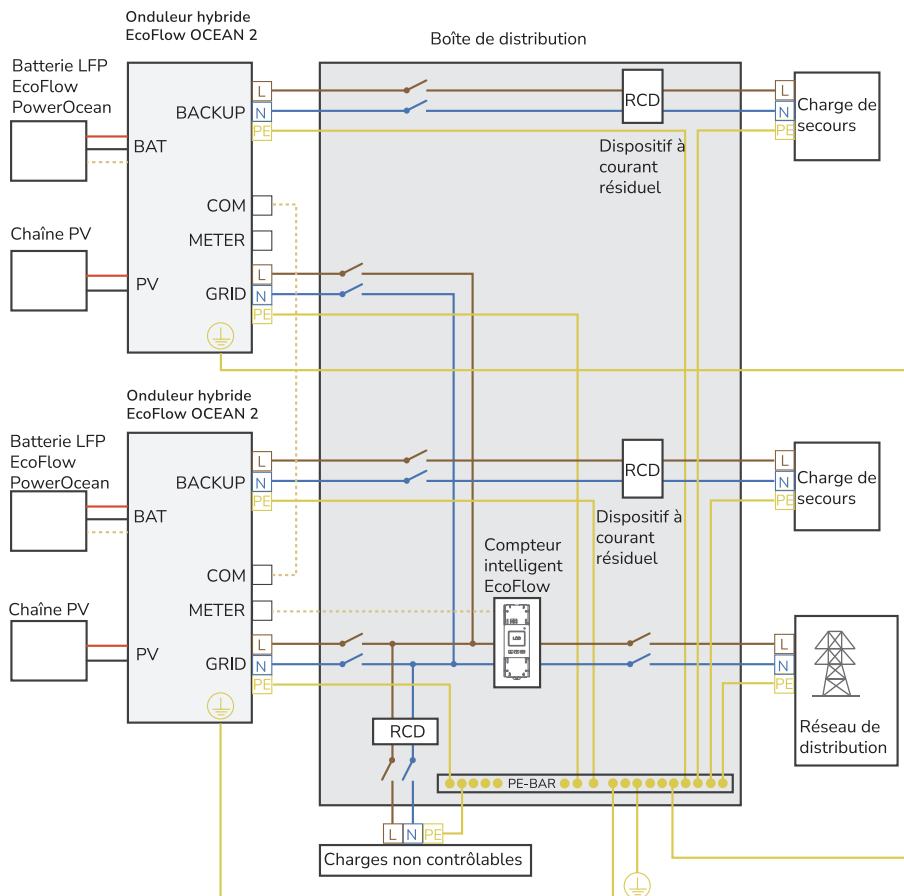 Onduleur hybride
EcoFlow OCEAN 2
Boîte de distribution
Batterie LFP
EcoFlow
PowerOcean
BAT
BACKUP
L
N
PE
RCD
L
N
PE
Charge de
secours
Dispositif à
courant
résiduel
COM
METER
Chaîne PV
PV
GRID
L
N
PE
Onduleur hybride
EcoFlow OCEAN 2
Batterie LFP
EcoFlow
PowerOcean
BAT
BACKUP
L
N
PE
RCD
L
N
PE
Charge de
secours
Dispositif à
courant
résiduel
Compteur
intelligent
EcoFlow
COM
METER
Chaîne PV
PV
GRID
L
N
PE
L
N
PE
Réseau de
distribution
RCD
PE-BAR
L
N
PE
Charges non contrôlables